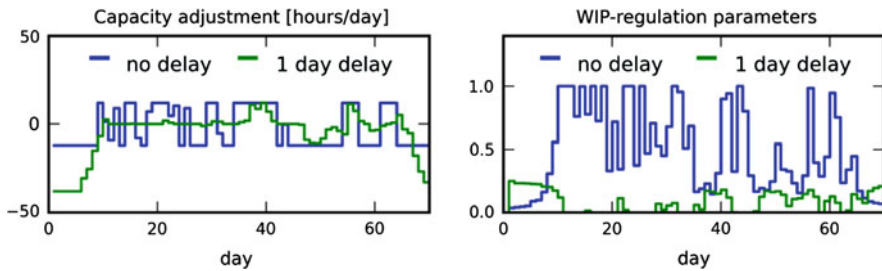 Capacity adjustment [hours/day]
50
0
−50
no delay
1 day delay
0
20
40
60
day
WIP-regulation parameters
1.0
0.5
0.0
no delay
1 day delay
0
20
40
60
day